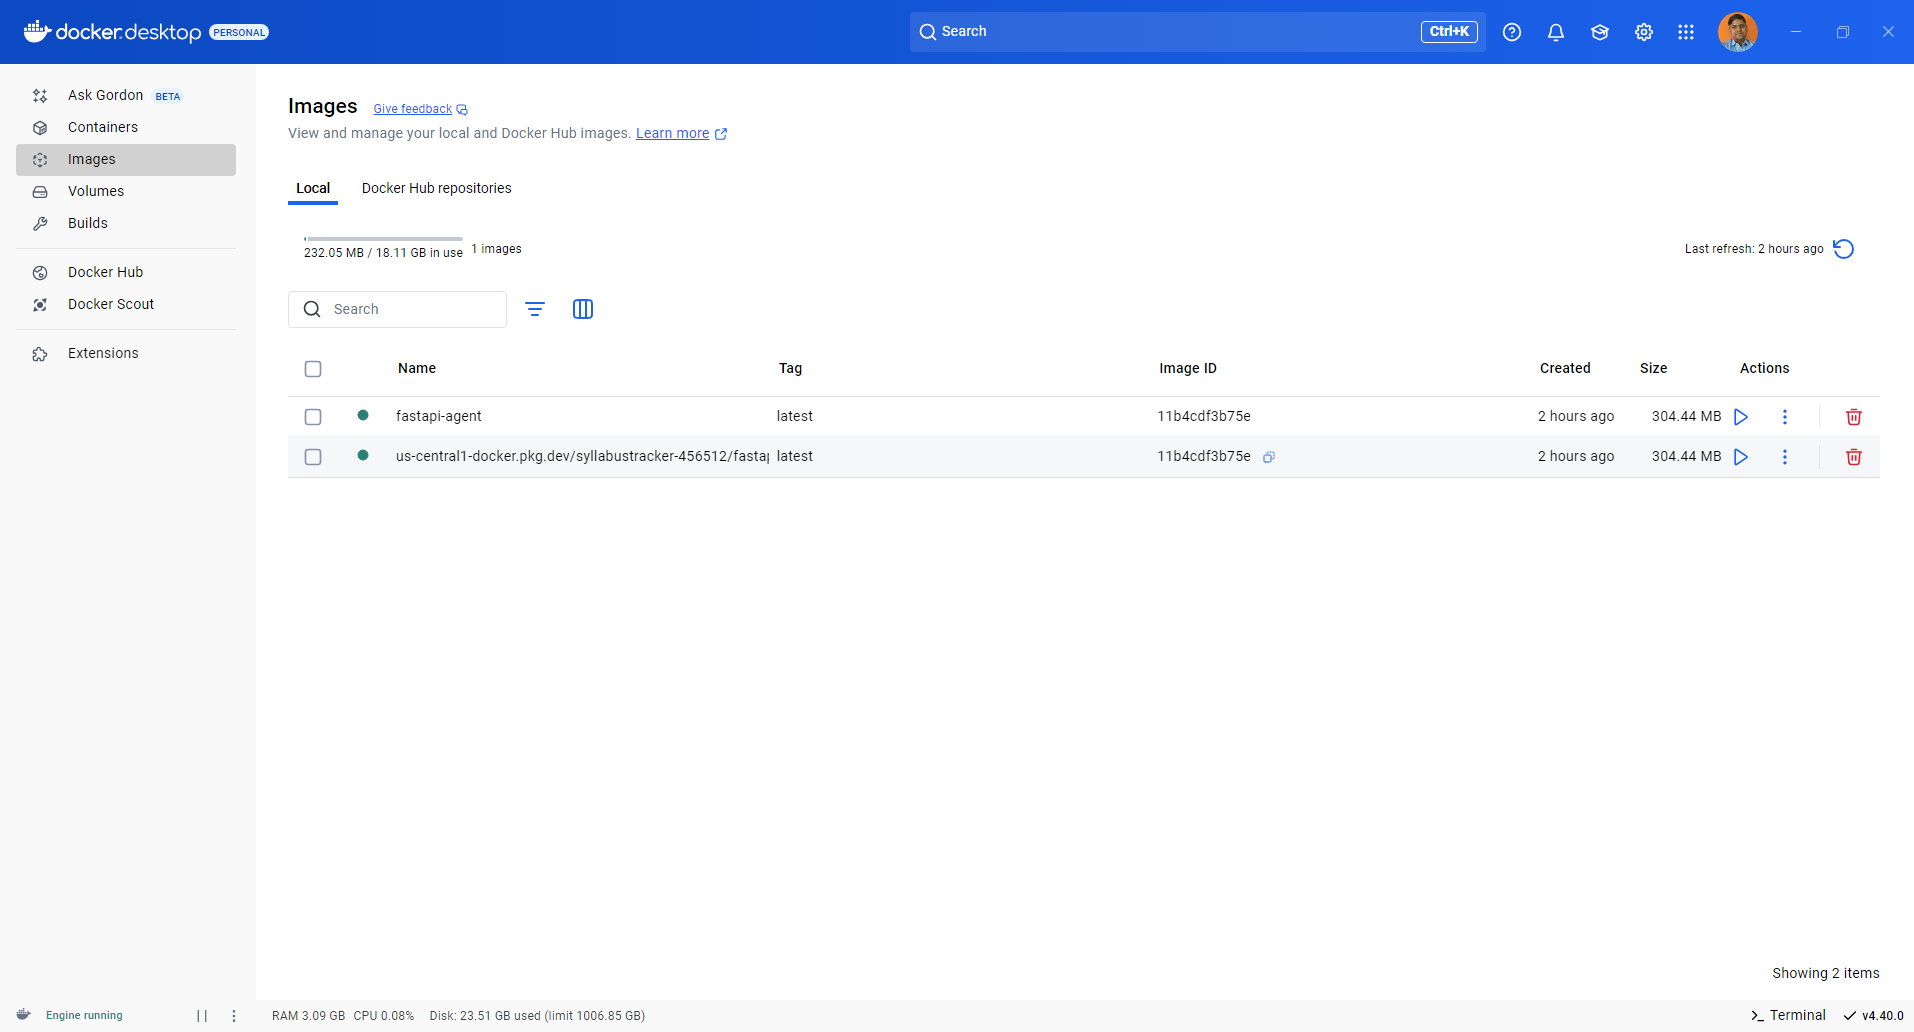 docker.desktop PERSONAL
Search Ctrl+K
Ask Gordon BETA
Containers
Images
Volumes
Builds
Docker Hub
Docker Scout
Extensions
Images Give feedback
View and manage your local and Docker Hub images. Learn more
Local Docker Hub repositories
232.05 MB / 18.11 GB in use 1 images
Last refresh: 2 hours ago
Search
Name Tag Image ID Created Size Actions
fastapi-agent latest 11b4cdf3b75e 2 hours ago 304.44 MB
us-central1-docker.pkg.dev/syllabustracker-456512/fasta latest 11b4cdf3b75e 2 hours ago 304.44 MB
Showing 2 items
Engine running RAM 3.09 GB CPU 0.08% Disk: 23.51 GB used (limit 1006.85 GB) Terminal v4.40.0